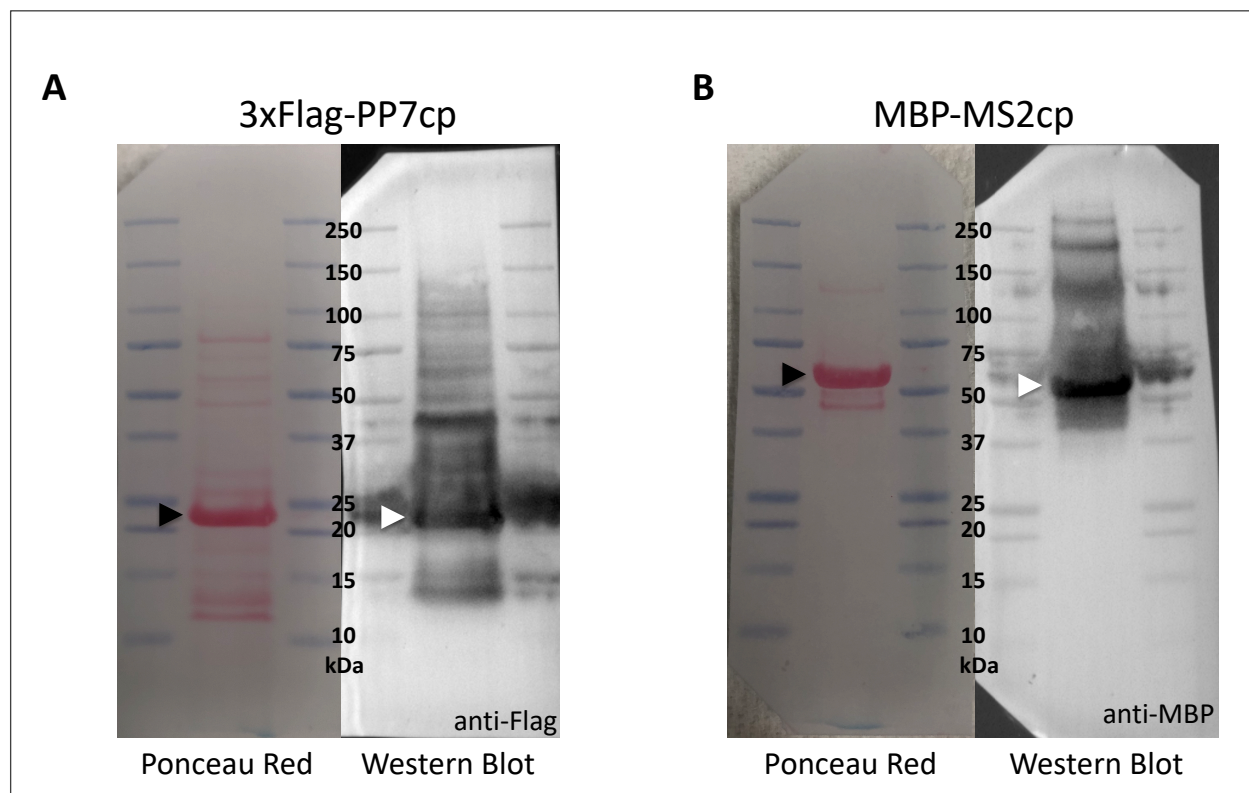 A
3xFlag-PP7cp
250
150
100
75
50
37
25
20
15
10
kDa
anti-Flag
Ponceau Red
Western Blot
B
MBP-MS2cp
250
150
100
75
50
37
25
20
15
10
kDa
anti-MBP
Ponceau Red
Western Blot